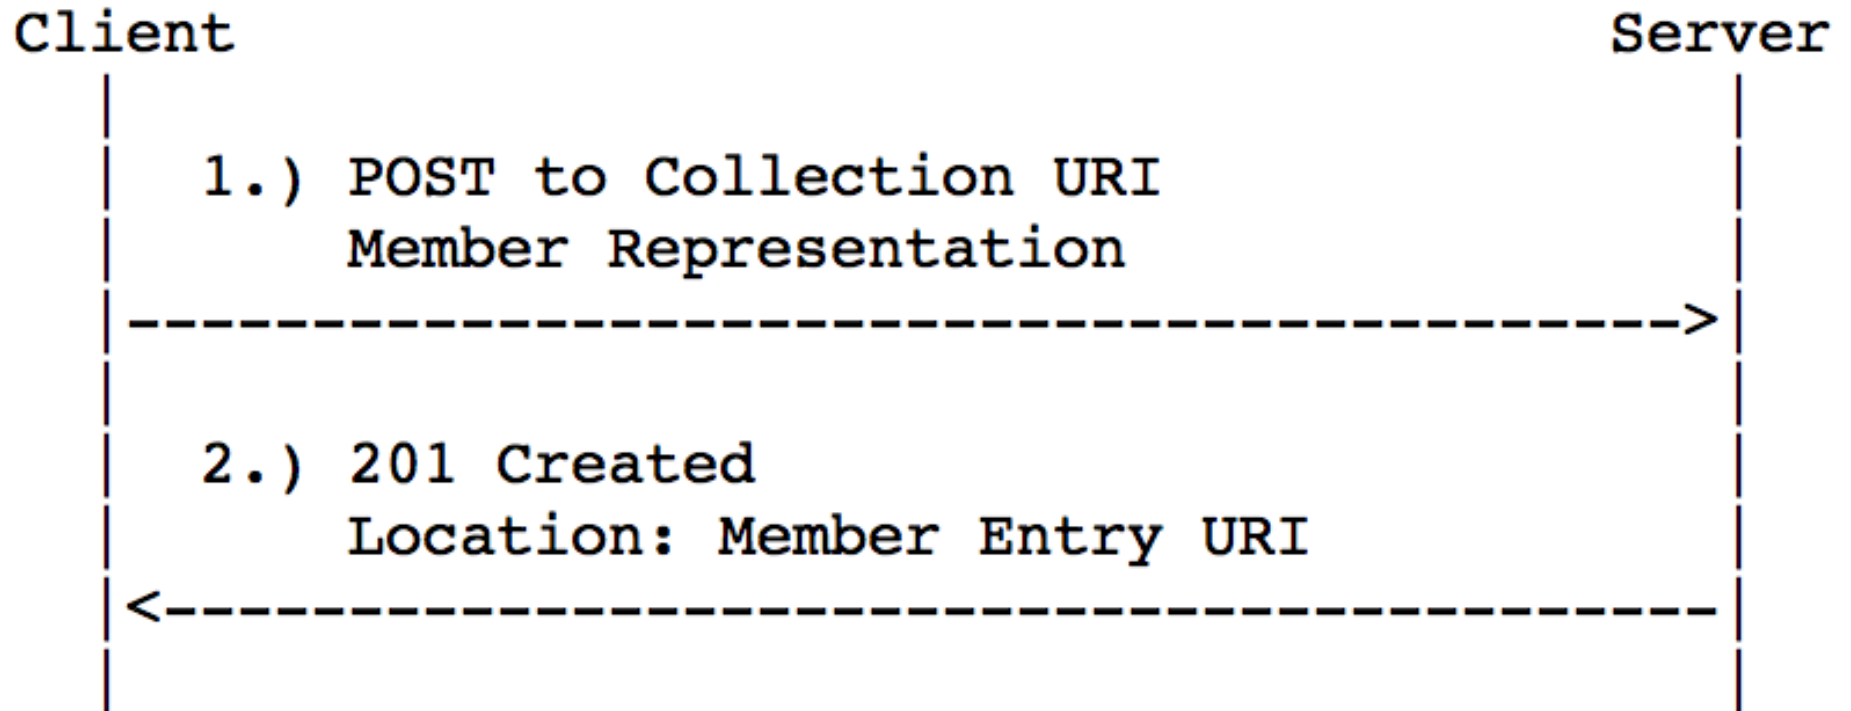 Client Server
1.) POST to Collection URI
Member Representation
2.) 201 Created
Location: Member Entry URI